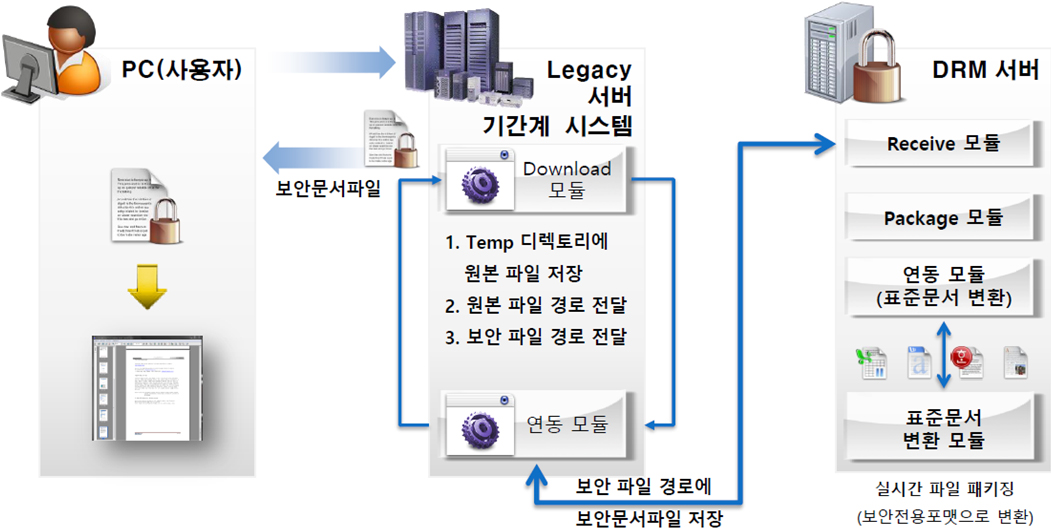 PC(사용자)
보안문서파일
Legacy
서버
기간계 시스템
Download
모듈
1. Temp 디렉토리에
원본 파일 저장
2. 원본 파일 경로 전달
3. 보안 파일 경로 전달
연동 모듈
보안 파일 경로에
보안문서파일 저장
DRM 서버
Receive 모듈
Package 모듈
연동 모듈
(표준문서 변환)
표준문서
변환 모듈
실시간 파일 패키징
(보안전용포맷으로 변환)